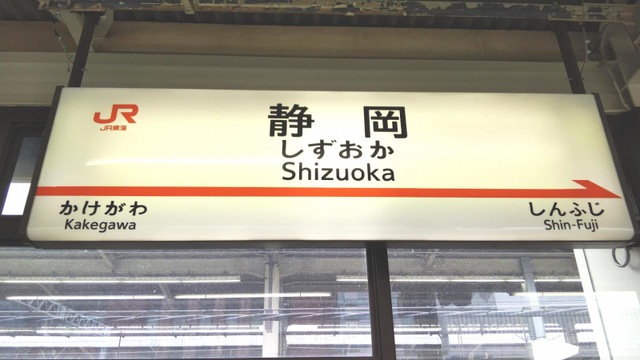 JR
JR東海
静岡
しずおか
Shizuoka
かけがわ
Kakegawa
しんふじ
Shin-Fuji